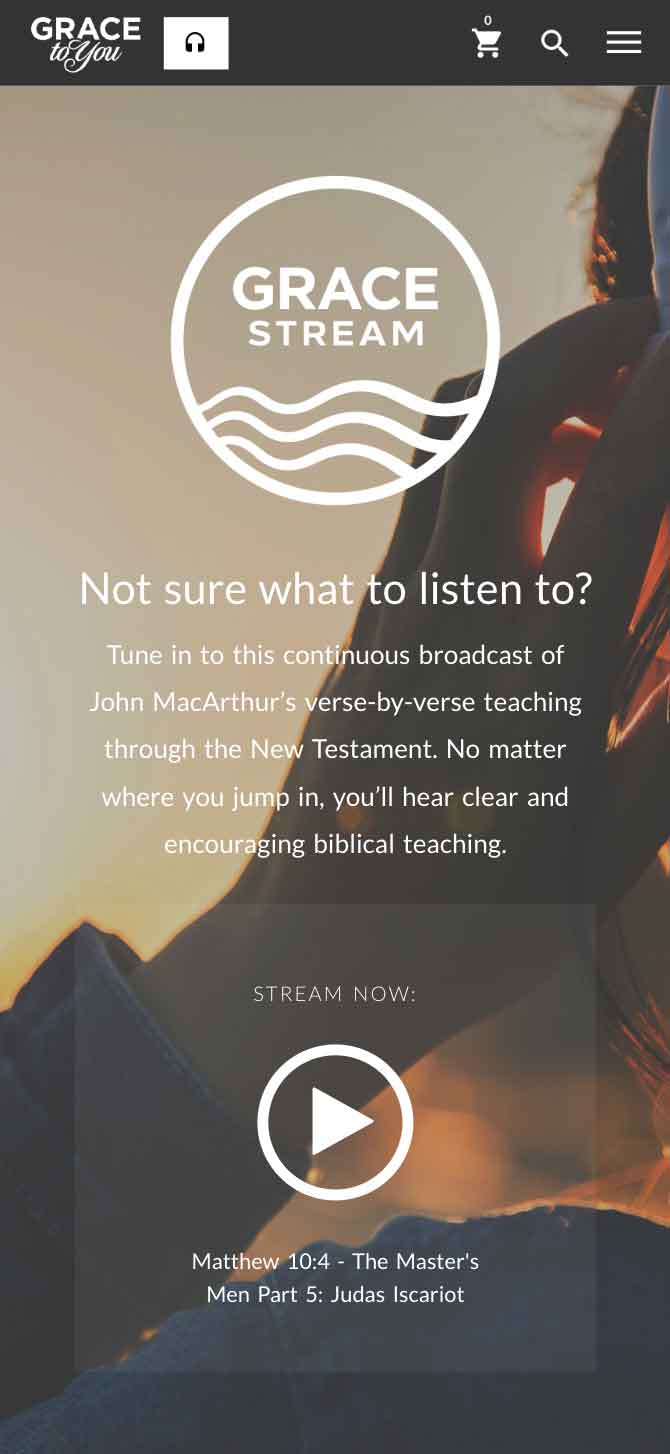 GRACE
to You
0
GRACE
STREAM
Not sure what to listen to?
Tune in to this continuous broadcast of
John MacArthur’s verse-by-verse teaching
through the New Testament. No matter
where you jump in, you’ll hear clear and
encouraging biblical teaching.
STREAM NOW:
Matthew 10:4 - The Master's
Men Part 5: Judas Iscariot